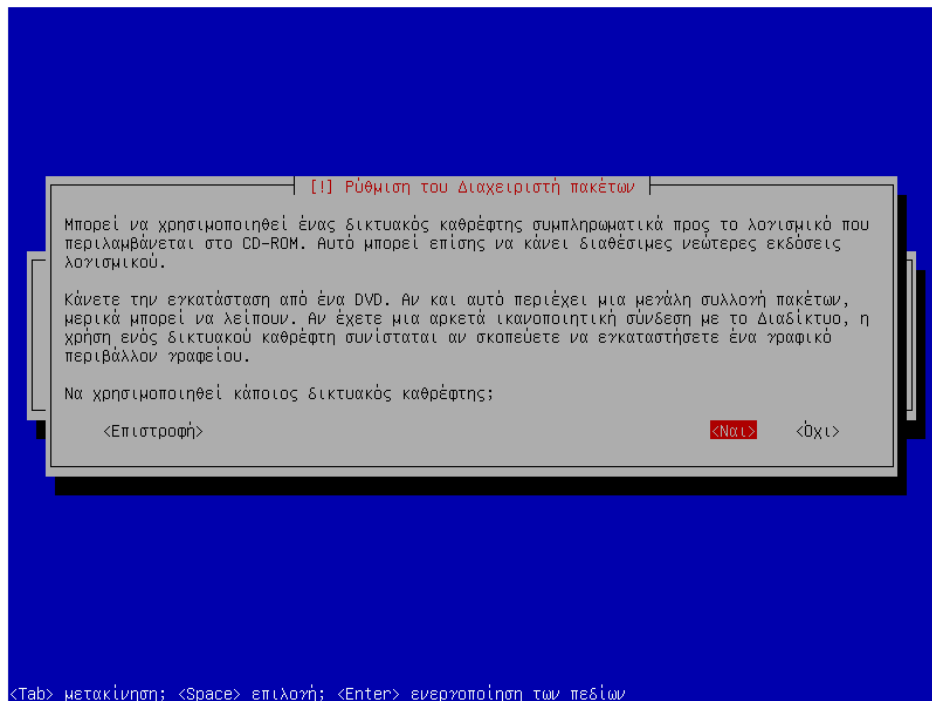 [!] Ρύθμιση του Διαχειριστή πακέτων
Μπορεί να χρησιμοποιηθεί ένας δικτυακός καθρέφτης συμπληρωματικά προς το λογισμικό που
περιλαμβάνεται στο CD-ROM. Αυτό μπορεί επίσης να κάνει διαθέσιμες νεώτερες εκδόσεις
λογισμικού.
Κάνετε την εγκατάσταση από ένα DVD. Αν και αυτό περιέχει μια μεγάλη συλλογή πακέτων,
μερικά μπορεί να λείπουν. Αν έχετε μια αρκετά ικανοποιητική σύνδεση με το Διαδίκτυο, η
χρήση ενός δικτυακού καθρέφτη συνίσταται αν σκοπεύετε να εγκαταστήσετε ένα γραφικό
περιβάλλον γραφείου.
Να χρησιμοποιηθεί κάποιος δικτυακός καθρέφτης;
<Επιστροφή> <Ναι> <Όχι>
<Tab> μετακίνηση; <Space> επιλογή; <Enter> ενεργοποίηση των πεδίων